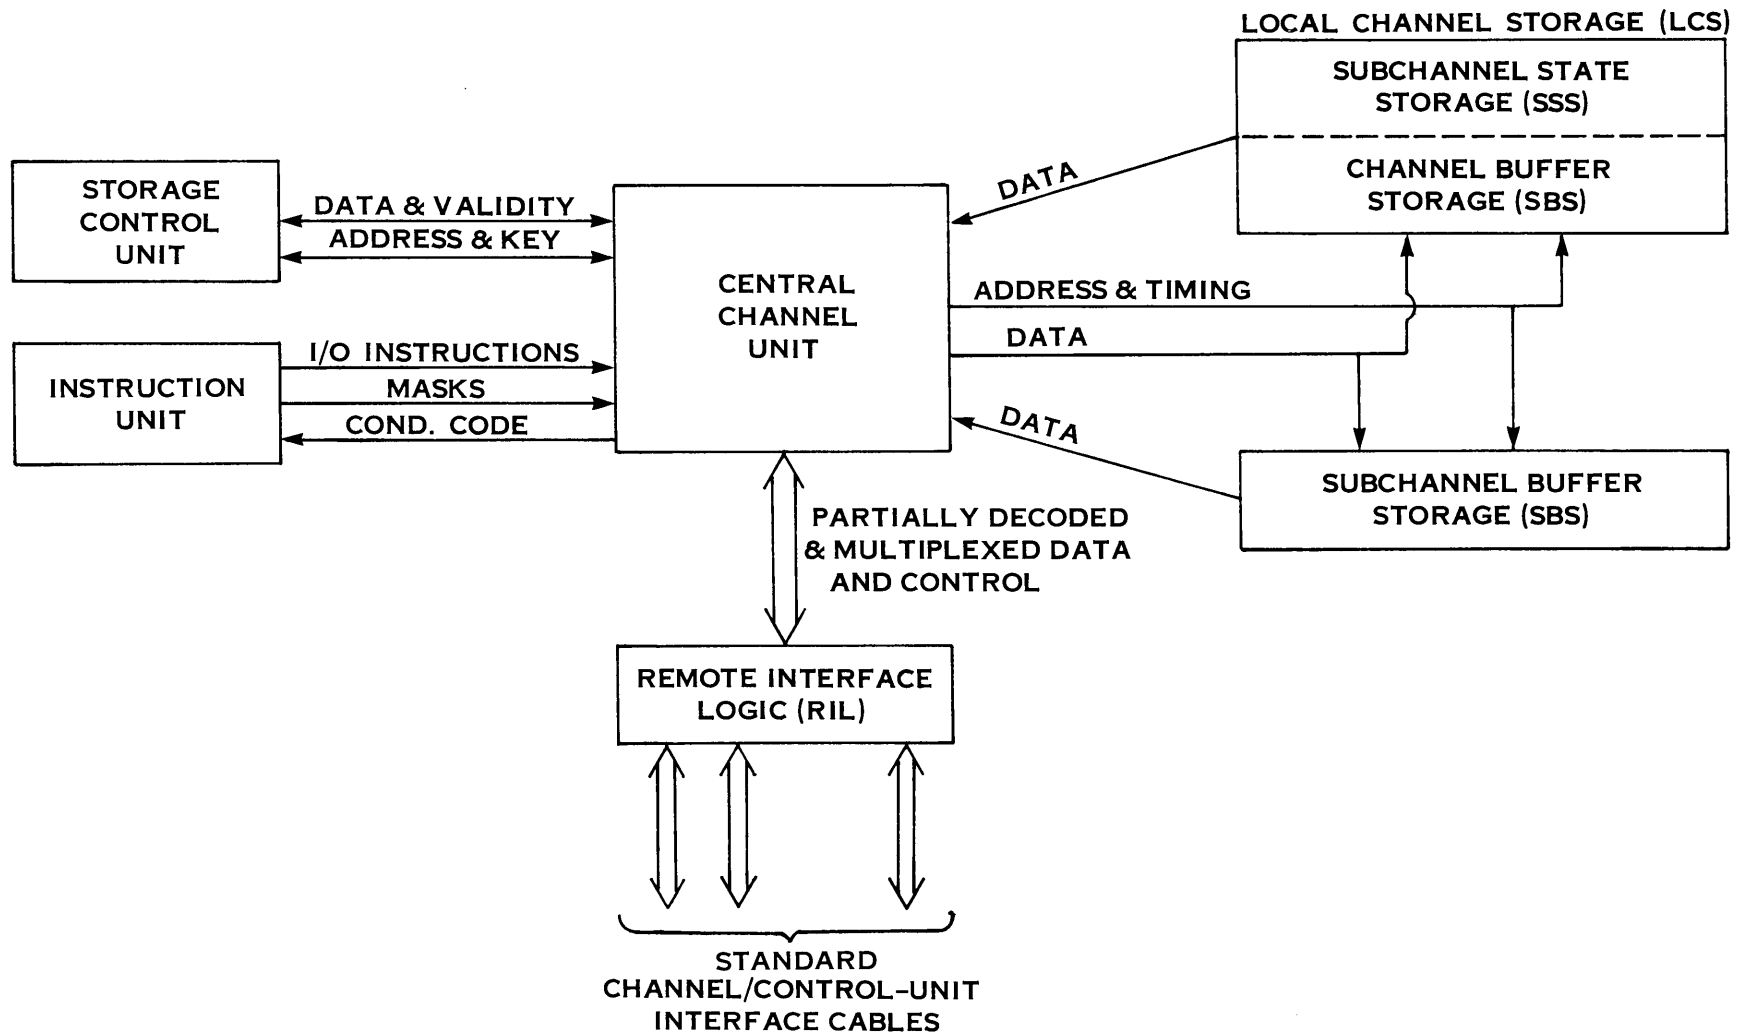 LOCAL CHANNEL STORAGE (LCS)
SUBCHANNEL STATE
STORAGE (SSS)
CHANNEL BUFFER
STORAGE (SBS)
STORAGE
CONTROL
UNIT
DATA & VALIDITY
ADDRESS & KEY
INSTRUCTION
UNIT
I/O INSTRUCTIONS
MASKS
COND. CODE
CENTRAL
CHANNEL
UNIT
DATA
ADDRESS & TIMING
DATA
DATA
SUBCHANNEL BUFFER
STORAGE (SBS)
PARTIALLY DECODED
& MULTIPLEXED DATA
AND CONTROL
REMOTE INTERFACE
LOGIC (RIL)
STANDARD
CHANNEL/CONTROL-UNIT
INTERFACE CABLES